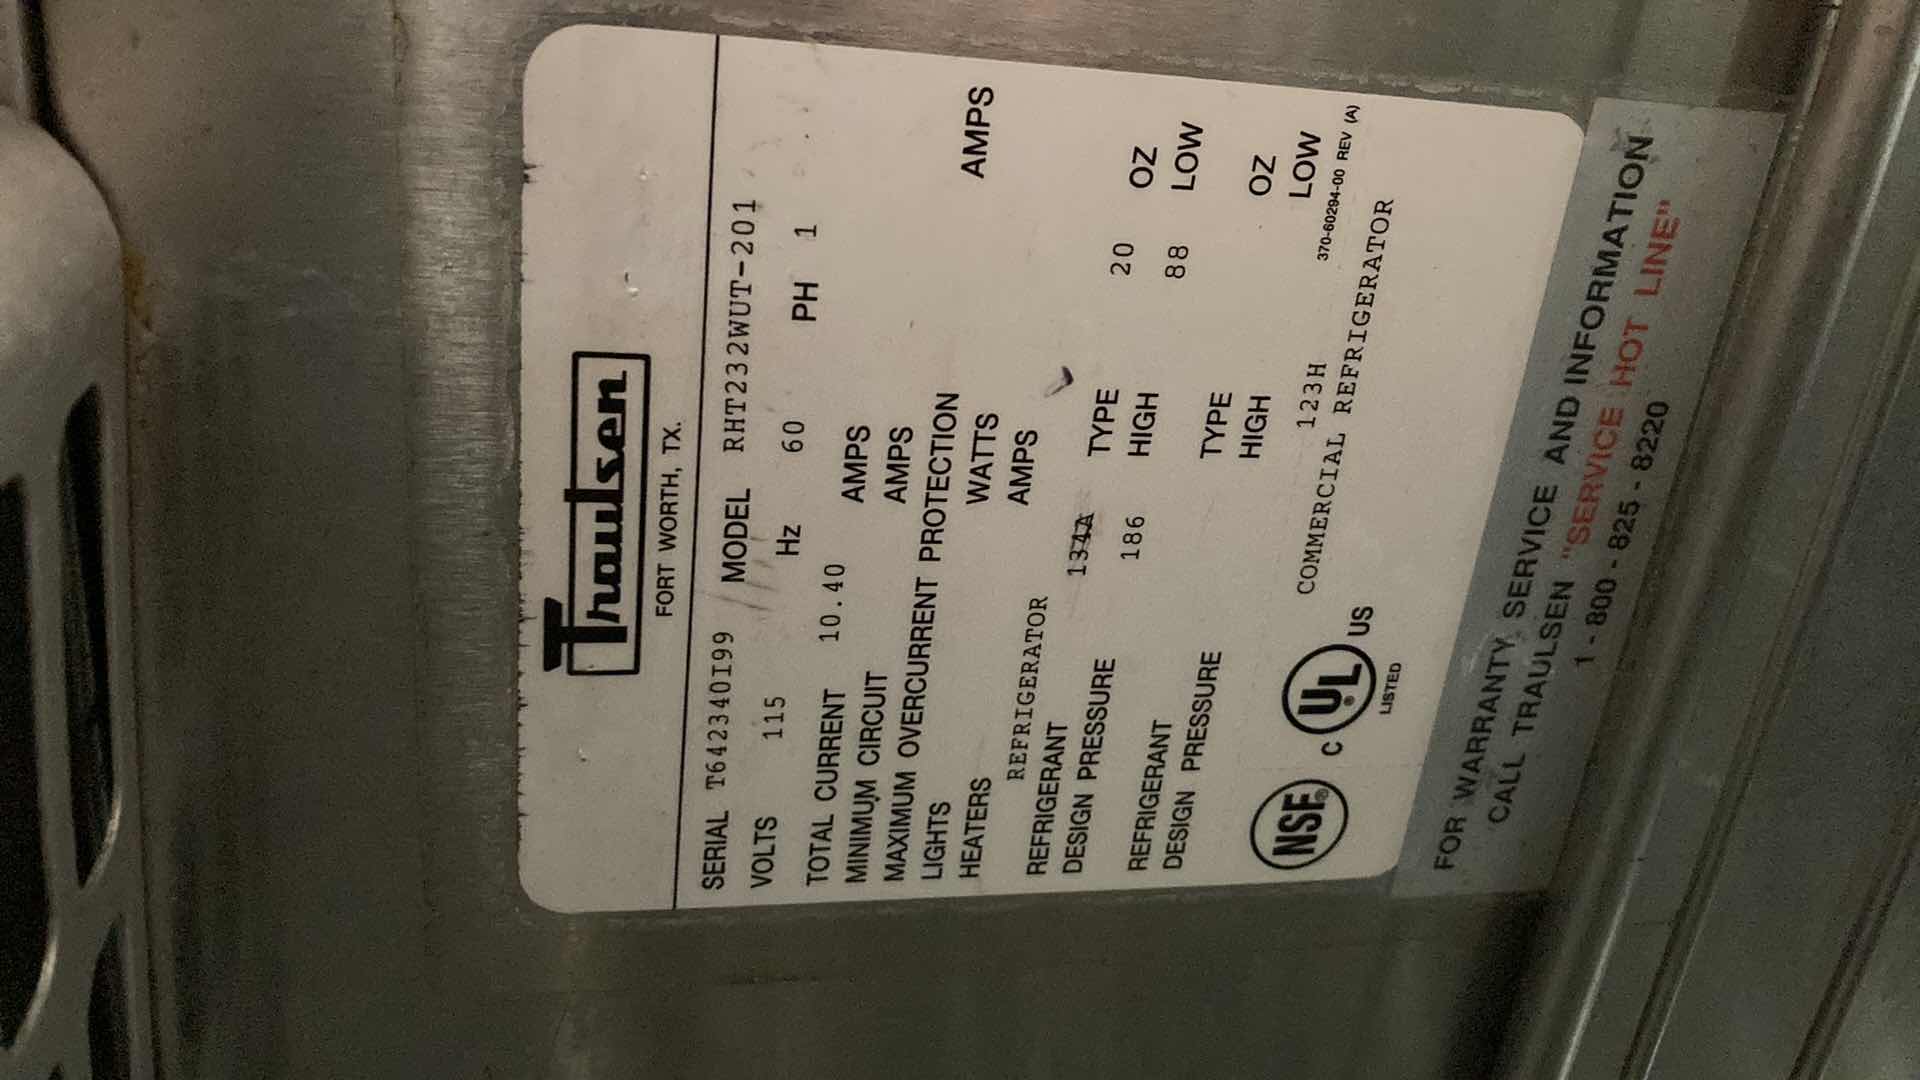 Traulsen
FORT WORTH, TX.
SERIAL T642340I99 MODEL RHT232WUT-201
VOLTS 115 Hz 60 PH 1
TOTAL CURRENT 10.40 AMPS
MINIMUM CIRCUIT AMPS
MAXIMUM OVERCURRENT PROTECTION AMPS
LIGHTS WATTS
HEATERS AMPS
REFRIGERATOR
REFRIGERANT 134A TYPE 20 OZ
DESIGN PRESSURE 186 HIGH 88 LOW
REFRIGERANT TYPE OZ
DESIGN PRESSURE HIGH LOW
370-60294-00 REV (A)
123H
COMMERCIAL REFRIGERATOR
NSF®
C UL® US
LISTED
FOR WARRANTY, SERVICE AND INFORMATION
CALL TRAULSEN "SERVICE HOT LINE"
1 - 800 - 825 - 8220